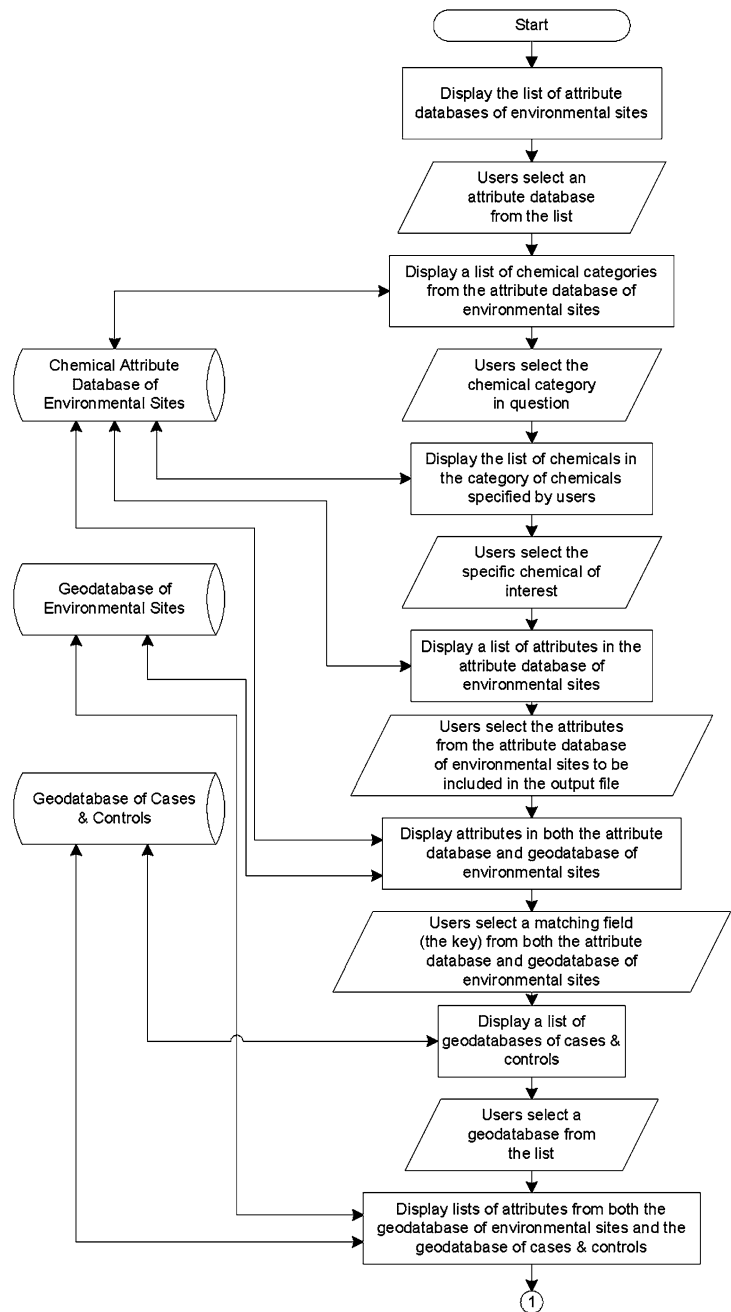 Start
Display the list of attribute
databases of environmental sites
Users select an
attribute database
from the list
Display a list of chemical categories
from the attribute database of
environmental sites
Chemical Attribute
Database of
Environmental Sites
Users select the
chemical category
in question
Display the list of chemicals in
the category of chemicals
specified by users
Users select the
specific chemical of
interest
Geodatabase of
Environmental Sites
Display a list of attributes in the
attribute database of
environmental sites
Users select the attributes
from the attribute database
of environmental sites to be
included in the output file
Geodatabase of Cases
& Controls
Display attributes in both the attribute
database and geodatabase of
environmental sites
Users select a matching field
(the key) from both the attribute
database and geodatabase of
environmental sites
Display a list of
geodatabases of cases &
controls
Users select a
geodatabase from
the list
Display lists of attributes from both the
geodatabase of environmental sites and the
geodatabase of cases & controls
1